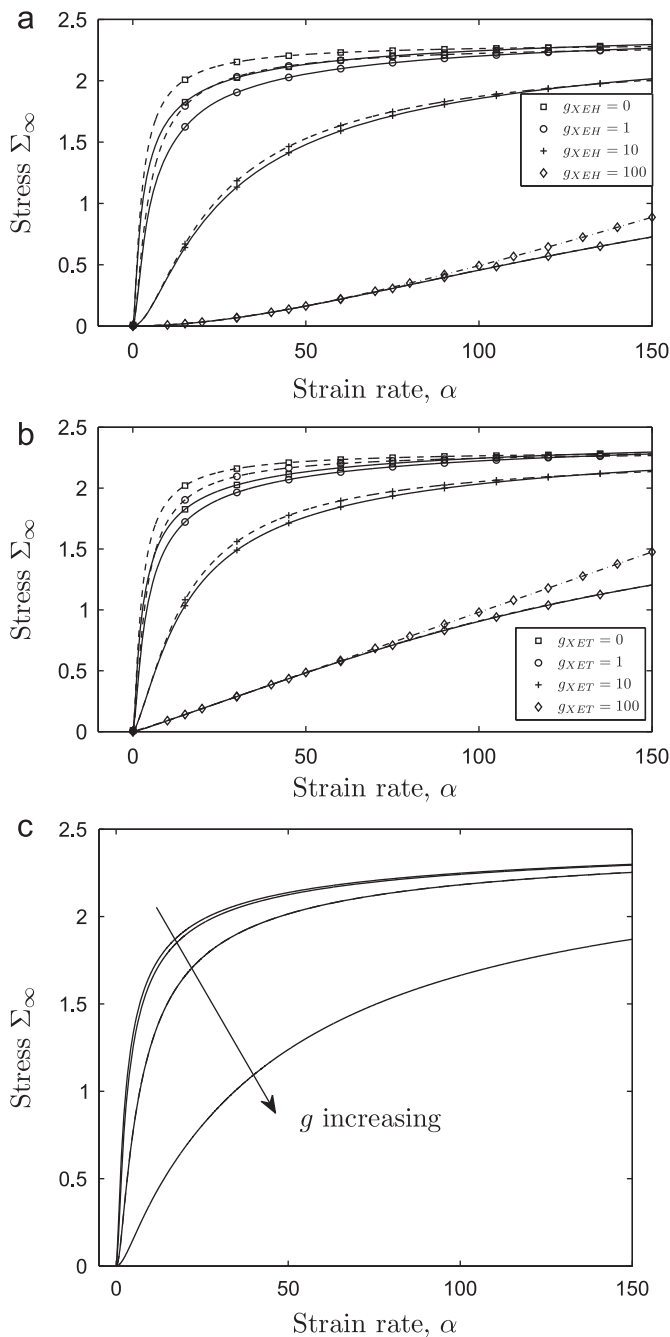 a
2.5
2
1.5
1
0.5
0
Stress Σ∞
g_XEH = 0
g_XEH = 1
g_XEH = 10
g_XEH = 100
0 50 100 150
Strain rate, α
b
2.5
2
1.5
1
0.5
0
Stress Σ∞
g_XET = 0
g_XET = 1
g_XET = 10
g_XET = 100
0 50 100 150
Strain rate, α
c
2.5
2
1.5
1
0.5
0
Stress Σ∞
g increasing
0 50 100 150
Strain rate, α